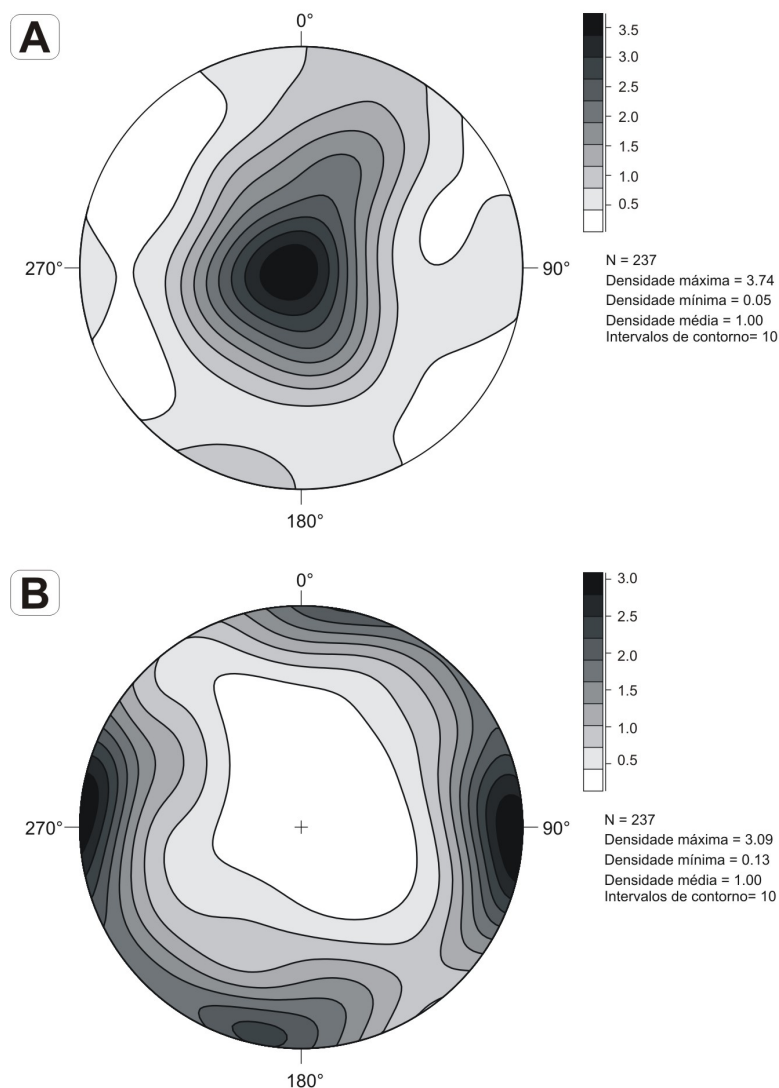 A
0°
270°
90°
180°
3.5
3.0
2.5
2.0
1.5
1.0
0.5
N = 237
Densidade máxima = 3.74
Densidade mínima = 0.05
Densidade média = 1.00
Intervalos de contorno= 10
B
0°
270°
90°
180°
3.0
2.5
2.0
1.5
1.0
0.5
N = 237
Densidade máxima = 3.09
Densidade mínima = 0.13
Densidade média = 1.00
Intervalos de contorno= 10